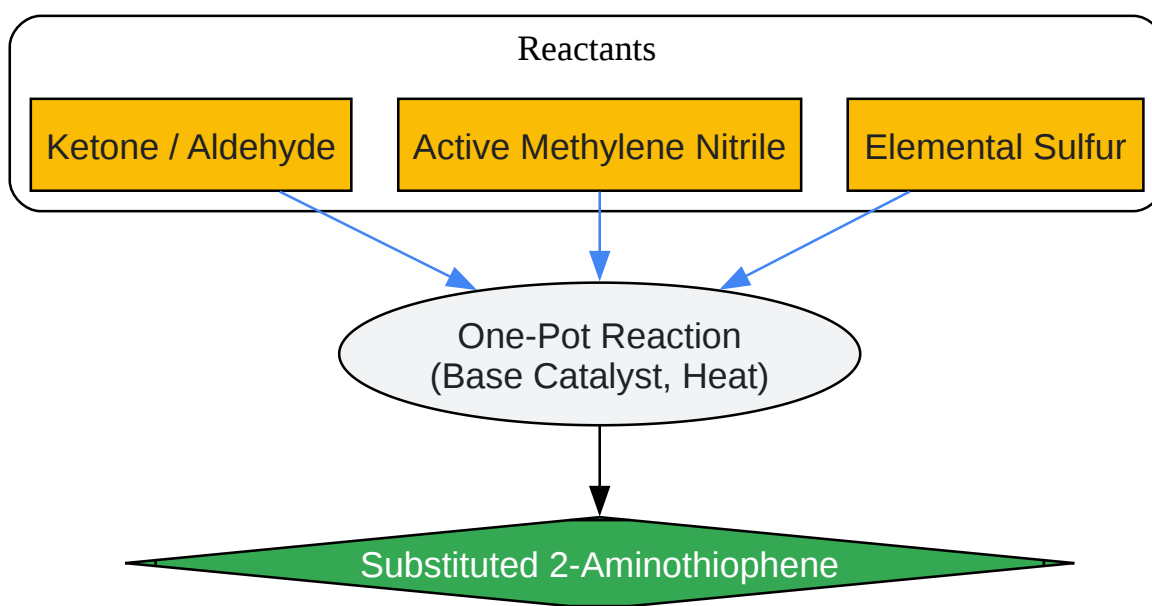 Reactants
Ketone / Aldehyde
Active Methylene Nitrile
Elemental Sulfur
One-Pot Reaction
(Base Catalyst, Heat)
Substituted 2-Aminothiophene